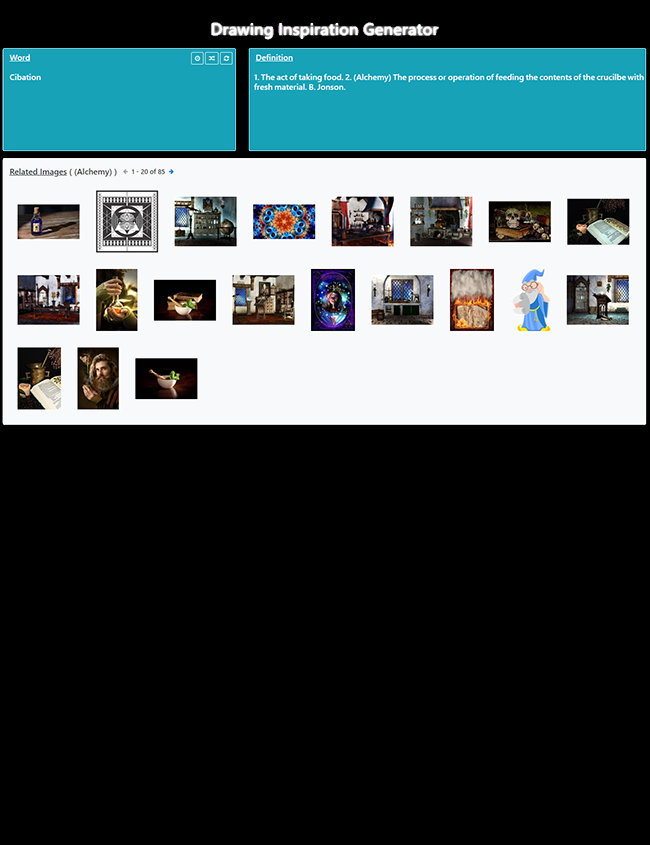 Drawing Inspiration Generator
Word
Cibation
Definition
1. The act of taking food. 2. (Alchemy) The process or operation of feeding the contents of the crucilbe with
fresh material. B. Jonson.
Related Images ( (Alchemy) ) ← 1 - 20 of 85 →